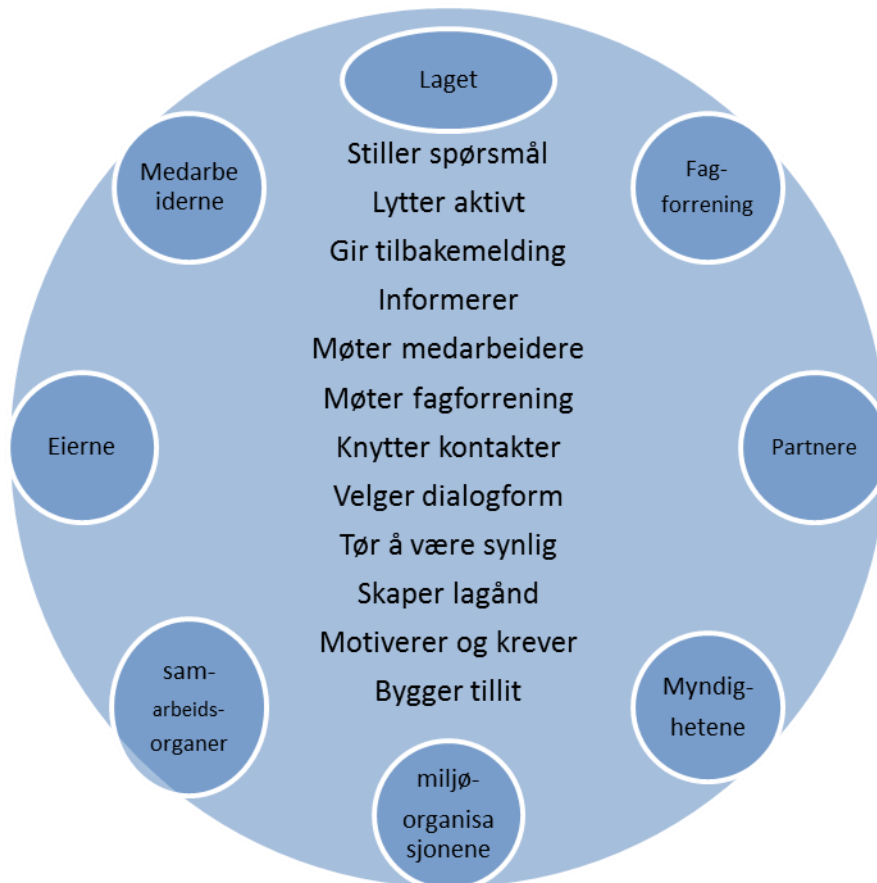 Laget
Medarbe
iderne
Fag-
forrening
Stiller spørsmål
Lytter aktivt
Gir tilbakemelding
Informerer
Møter medarbeidere
Møter fagforrening
Knytter kontakter
Velger dialogform
Tør å være synlig
Skaper lagånd
Motiverer og krever
Bygger tillit
Eierne
Partnere
sam-
arbeids-
organer
Myndig-
hetene
miljø-
organisa
sjonene